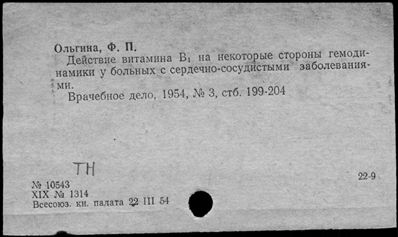 Ольгина, Ф. П.
Действие витамина В₁ на некоторые стороны гемоди-
намики у больных с сердечно-сосудистыми заболевания-
ми.
Врачебное дело, 1954, № 3, стб. 199-204
ТН
22-9
№ 10543
XIX № 1314
Всесоюз. кн. палата 22 III 54